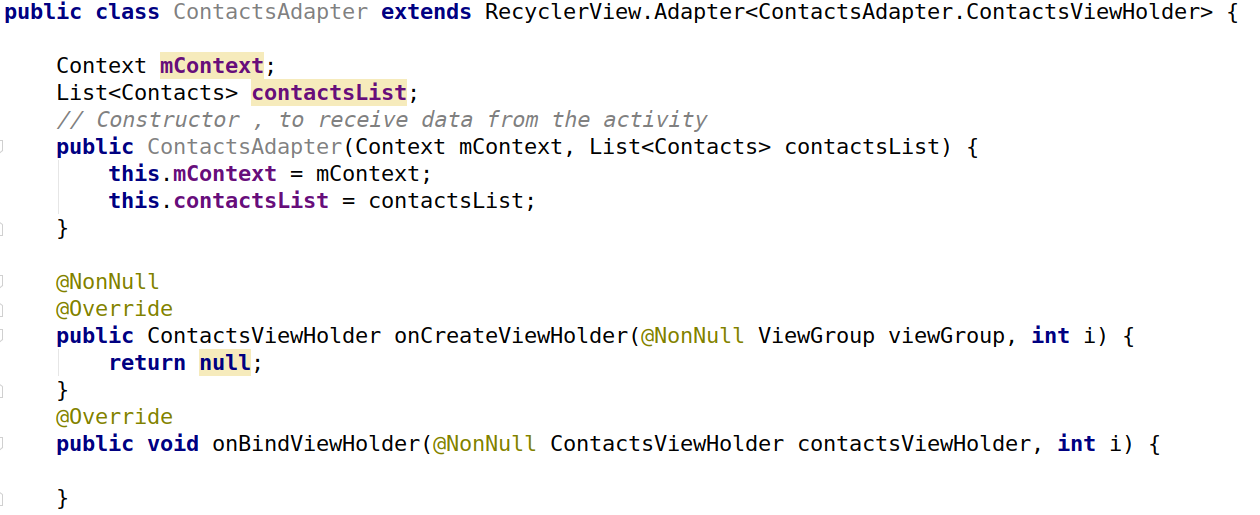 public class ContactsAdapter extends RecyclerView.Adapter<ContactsAdapter.ContactsViewHolder> {
Context mContext;
List<Contacts> contactsList;
// Constructor , to receive data from the activity
public ContactsAdapter(Context mContext, List<Contacts> contactsList) {
this.mContext = mContext;
this.contactsList = contactsList;
}
@NonNull
@Override
public ContactsViewHolder onCreateViewHolder(@NonNull ViewGroup viewGroup, int i) {
return null;
}
@Override
public void onBindViewHolder(@NonNull ContactsViewHolder contactsViewHolder, int i) {
}